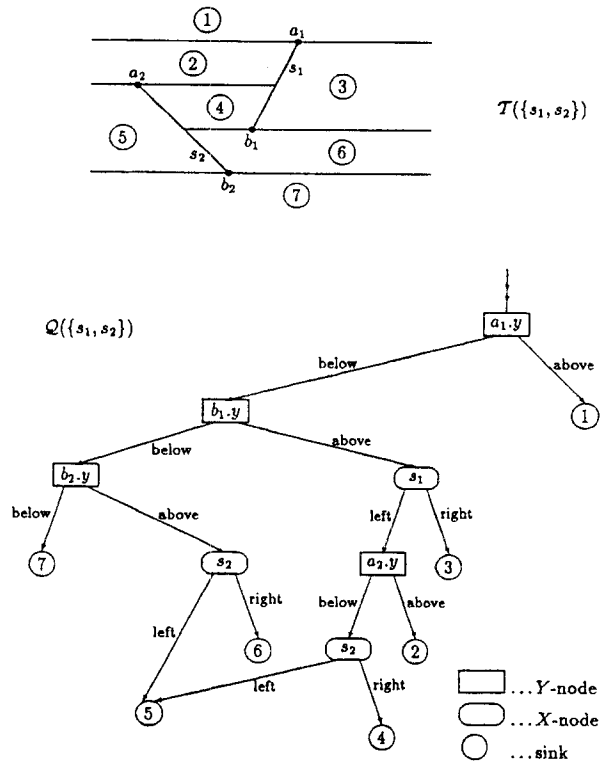 ①
a₁
②
s₁
a₂
③
𝒯({s₁, s₂})
④
⑤
b₁
s₂
⑥
b₂
⑦
𝒬({s₁, s₂})
a₁.y
below
above
①
b₁.y
below
above
b₂.y
s₁
below
above
left
right
⑦
s₂
a₂.y
③
right
below
above
left
⑥
s₂
②
left
right
⑤
④
...Y-node
...X-node
...sink